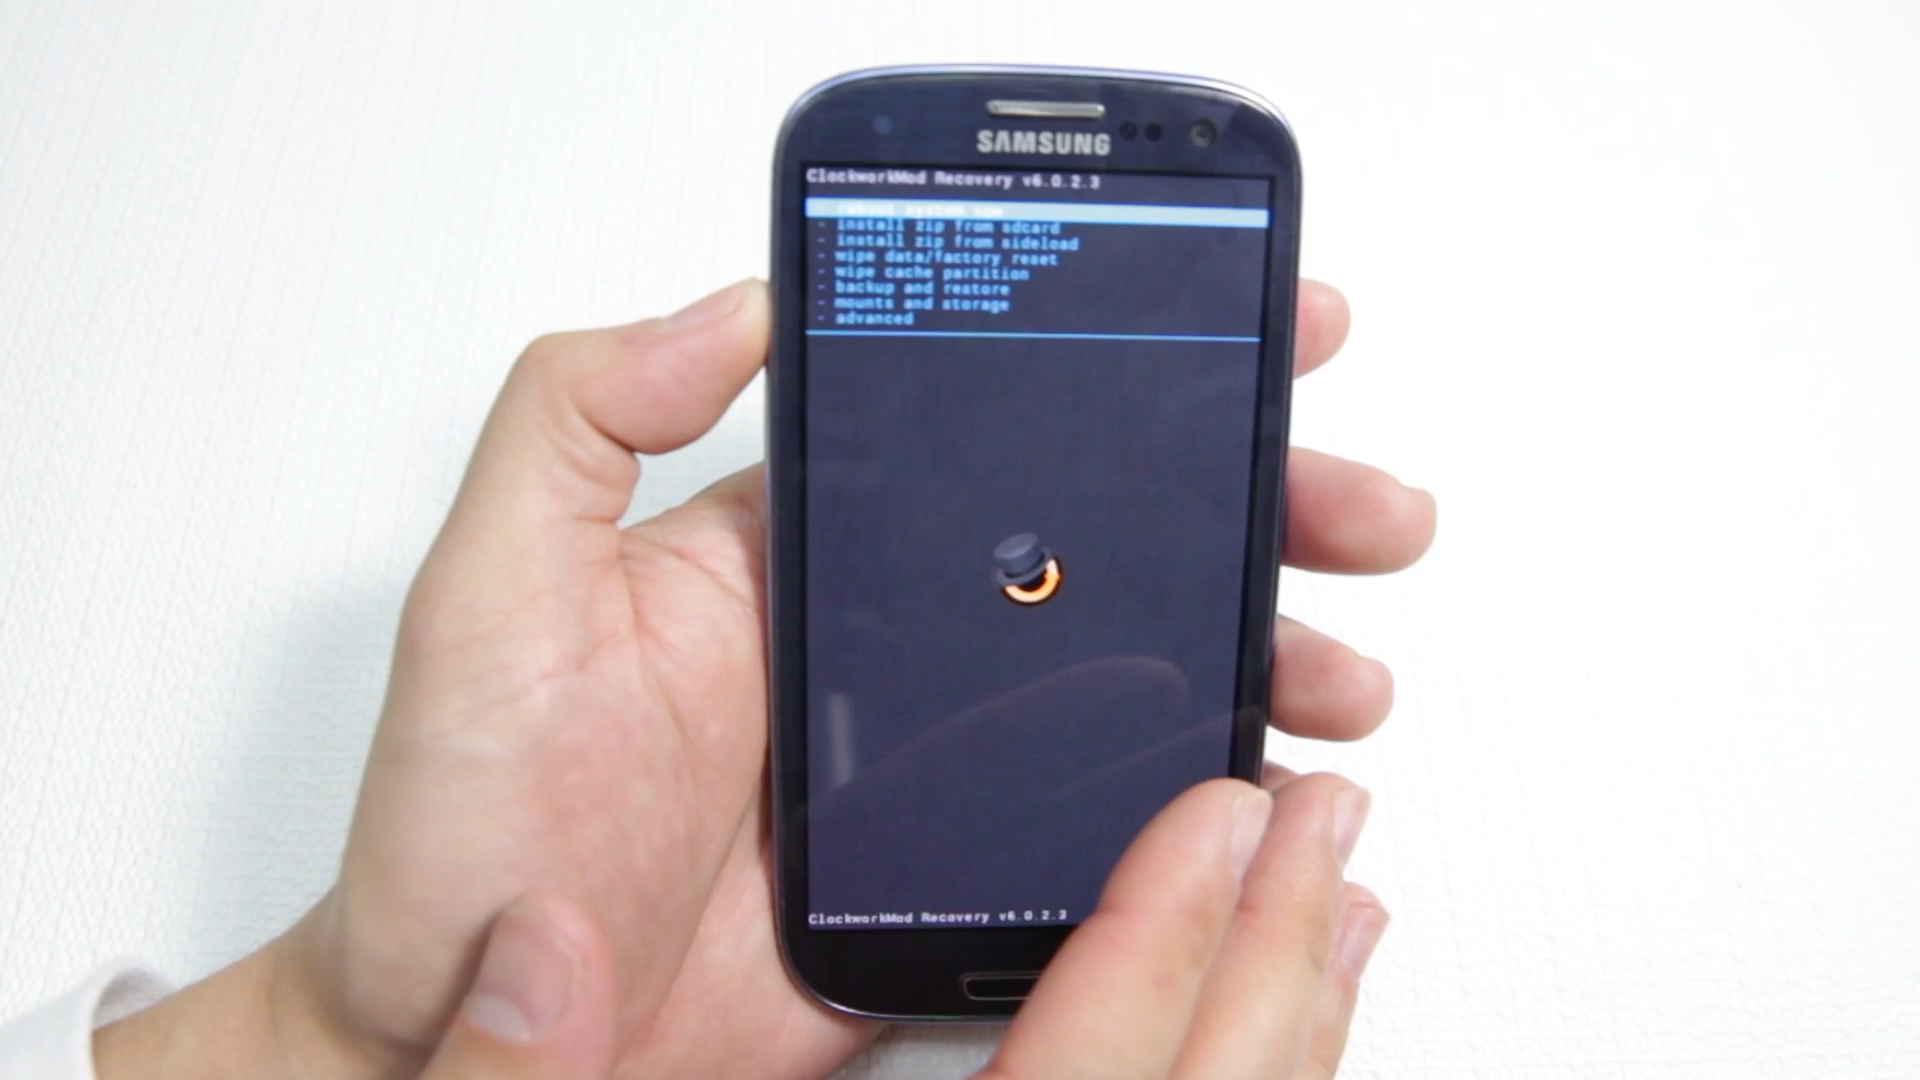 SAMSUNG
ClockworkMod Recovery v6.0.2.3
- reboot system now
- install zip from sdcard
- install zip from sideload
- wipe data/factory reset
- wipe cache partition
- backup and restore
- mounts and storage
- advanced
ClockworkMod Recovery v6.0.2.3